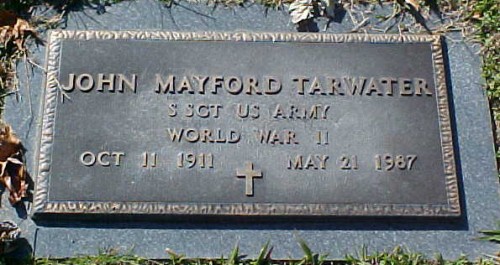 JOHN MAYFORD TARWATER
S SGT US ARMY
WORLD WAR II
OCT 11 1911 MAY 21 1987